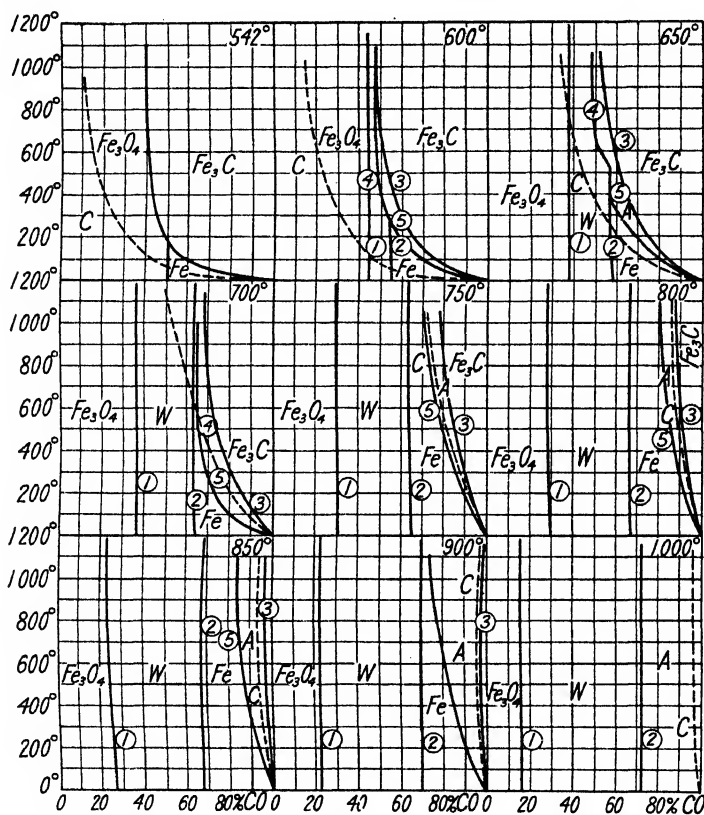 1200° 542° 600° 650°
1000°
800° ④ ③
Fe₃O₄ Fe₃O₄ Fe₃C
600° Fe₃C C Fe₃C
④ ③ Fe₃O₄ C ⑤
400° A
C ⑤ W
200° ① ② ① ②
Fe Fe Fe
1200° 700° 750° 800°
1000°
C Fe₃C Fe₃C
800° A A
600° Fe₃O₄ W Fe₃O₄ W ⑤ C ③
④ ③
400° Fe₃C Fe Fe₃O₄ W ⑤ Fe
① ⑤
200° ② ③ ① ② ① ②
Fe
1200° 850° 900° 1000°
1000° C
800° ② ③ ③
⑤ A
600° Fe₃O₄ W Fe Fe₃O₄ W A Fe₃O₄ W A
400° C Fe
200° ① ① ② ① ② C
0°
0 20 40 60 80%CO 0 20 40 60 80%CO 0 20 40 60 80%CO